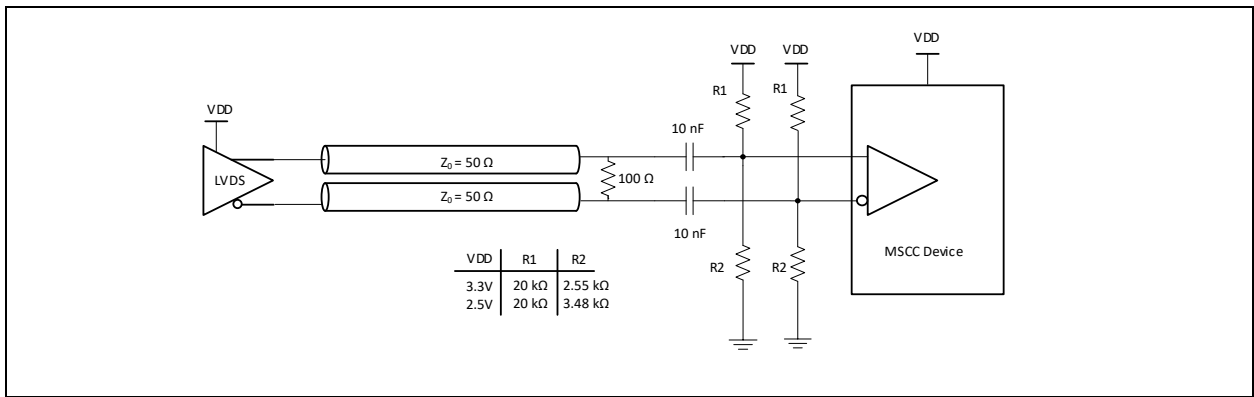 VDD
VDD
VDD
R1
R1
VDD
10 nF
LVDS
Z0 = 50 Ω
100 Ω
Z0 = 50 Ω
10 nF
MSCC Device
R2
R2
VDD R1 R2
3.3V 20 kΩ 2.55 kΩ
2.5V 20 kΩ 3.48 kΩ